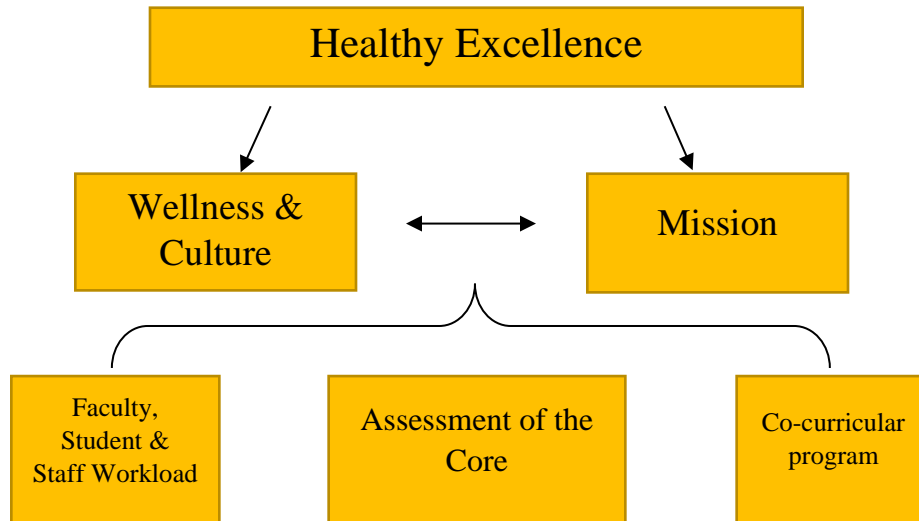 Healthy Excellence
Wellness &
Culture
Mission
Faculty,
Student &
Staff Workload
Assessment of the
Core
Co-curricular
program